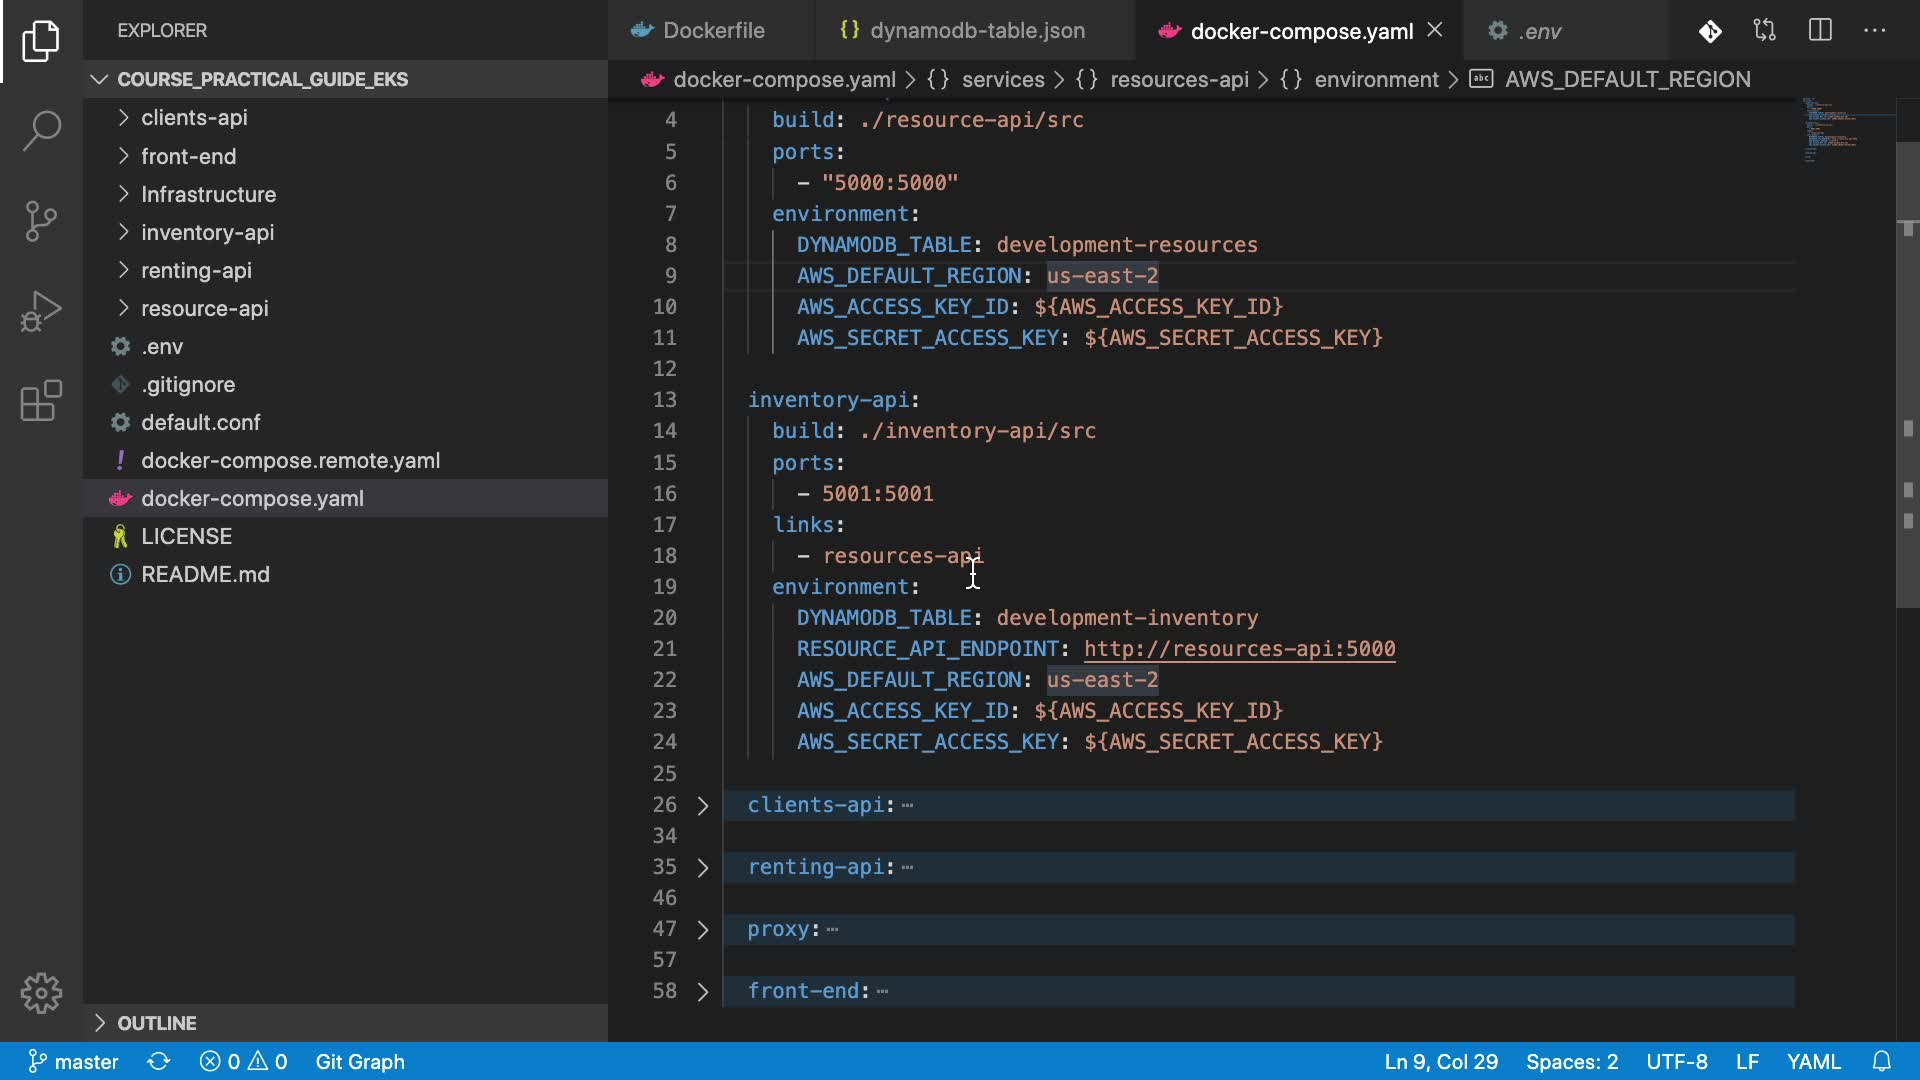 EXPLORER
COURSE_PRACTICAL_GUIDE_EKS
clients-api
front-end
Infrastructure
inventory-api
renting-api
resource-api
.env
.gitignore
default.conf
docker-compose.remote.yaml
docker-compose.yaml
LICENSE
README.md
OUTLINE
Dockerfile
{} dynamodb-table.json
docker-compose.yaml
.env
docker-compose.yaml > {} services > {} resources-api > {} environment > abc AWS_DEFAULT_REGION
4 build: ./resource-api/src
5 ports:
6 - "5000:5000"
7 environment:
8 DYNAMODB_TABLE: development-resources
9 AWS_DEFAULT_REGION: us-east-2
10 AWS_ACCESS_KEY_ID: ${AWS_ACCESS_KEY_ID}
11 AWS_SECRET_ACCESS_KEY: ${AWS_SECRET_ACCESS_KEY}
12
13 inventory-api:
14 build: ./inventory-api/src
15 ports:
16 - 5001:5001
17 links:
18 - resources-api
19 environment:
20 DYNAMODB_TABLE: development-inventory
21 RESOURCE_API_ENDPOINT: http://resources-api:5000
22 AWS_DEFAULT_REGION: us-east-2
23 AWS_ACCESS_KEY_ID: ${AWS_ACCESS_KEY_ID}
24 AWS_SECRET_ACCESS_KEY: ${AWS_SECRET_ACCESS_KEY}
25
26 clients-api: …
34
35 renting-api: …
46
47 proxy: …
57
58 front-end: …
master 0 0 Git Graph Ln 9, Col 29 Spaces: 2 UTF-8 LF YAML